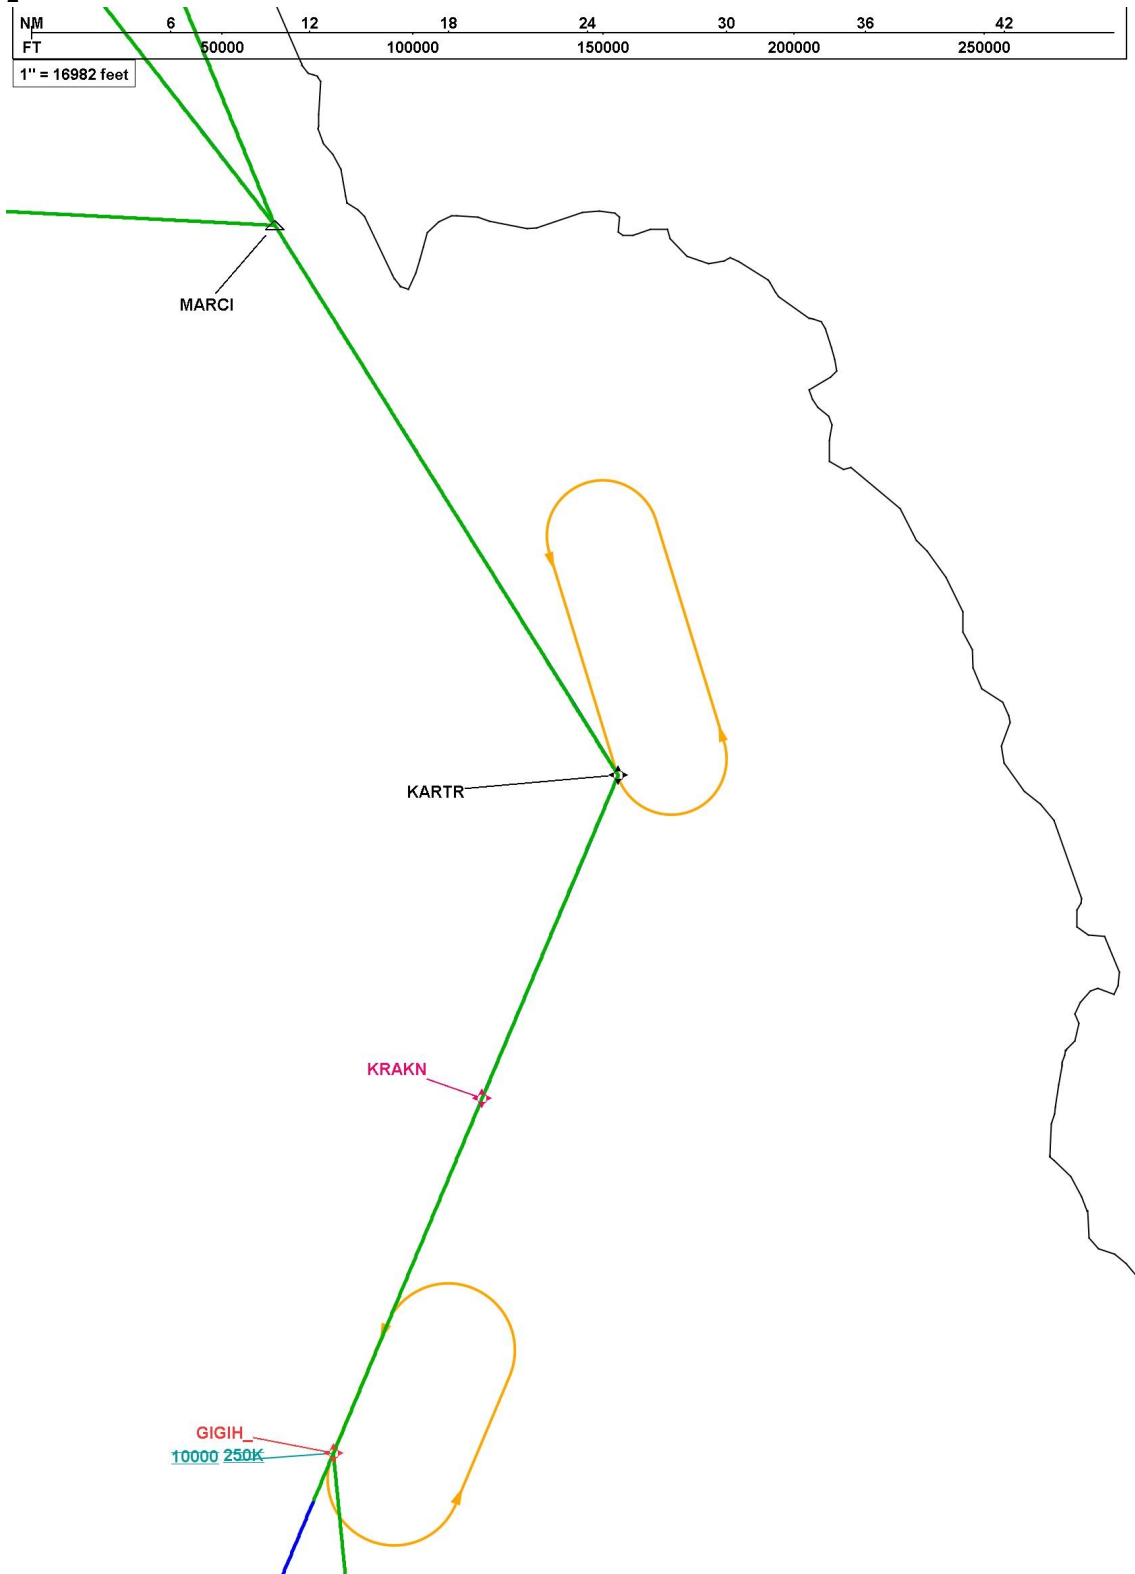 NM 6 12 18 24 30 36 42
FT 50000 100000 150000 200000 250000
1" = 16982 feet
MARCI
KARTR
KRAKN
GIGIH_
10000 250K